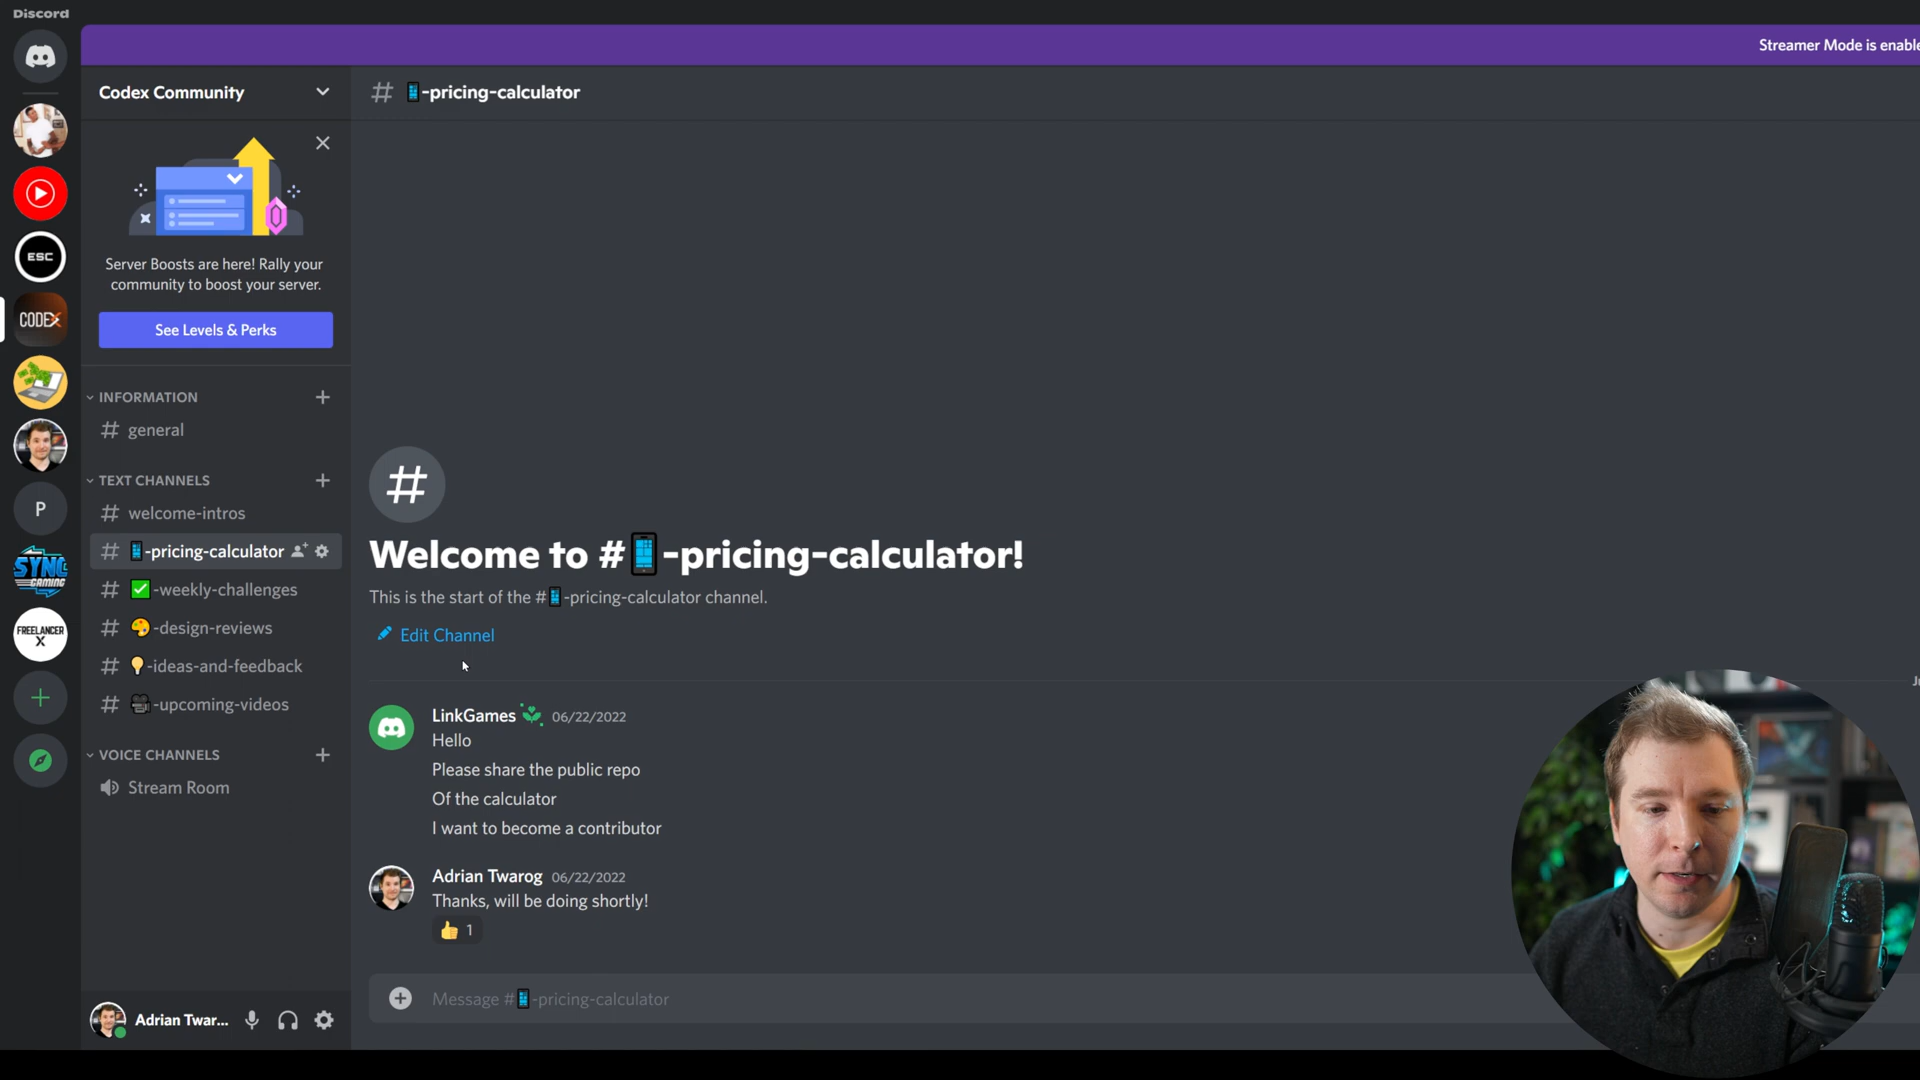 Discord
Streamer Mode is enable
Codex Community
# 📱-pricing-calculator
Server Boosts are here! Rally your
community to boost your server.
See Levels & Perks
ESC
CODEX
INFORMATION
# general
TEXT CHANNELS
# welcome-intros
# 📱-pricing-calculator
# ✅-weekly-challenges
# 🎨-design-reviews
# 💡-ideas-and-feedback
# 🎥-upcoming-videos
VOICE CHANNELS
Stream Room
P
SYNC
GAMING
FREELANCER
X
#
Welcome to #📱-pricing-calculator!
This is the start of the #📱-pricing-calculator channel.
Edit Channel
LinkGames 06/22/2022
Hello
Please share the public repo
Of the calculator
I want to become a contributor
Adrian Twarog 06/22/2022
Thanks, will be doing shortly!
👍 1
Message #📱-pricing-calculator
Adrian Twar...